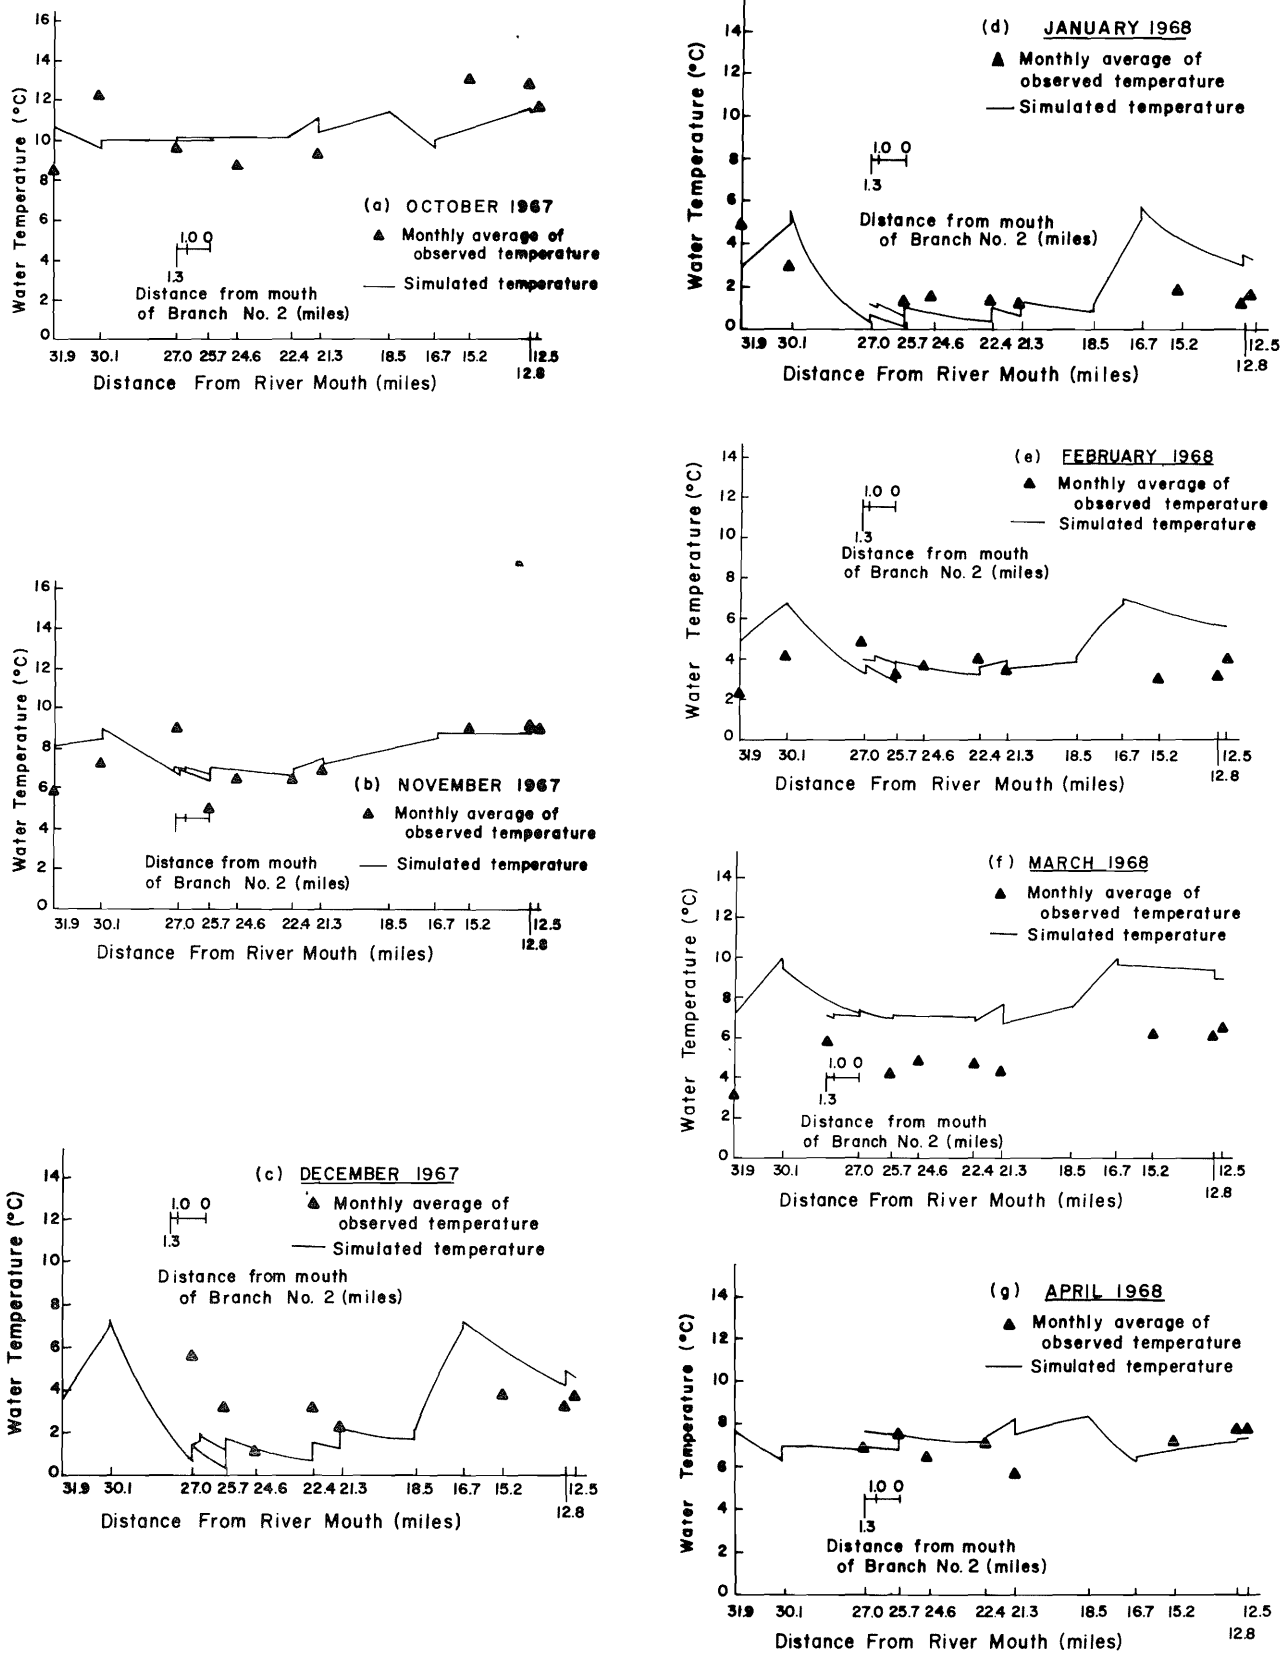 16
14
12
10
8
6
4
2
0
Water Temperature (°C)
(a) OCTOBER 1967
Monthly average of
observed temperature
Simulated temperature
1.0 0
1.3
Distance from mouth
of Branch No. 2 (miles)
31.9 30.1 27.0 25.7 24.6 22.4 21.3 18.5 16.7 15.2 12.5
12.8
Distance From River Mouth (miles)
16
14
12
10
8
6
4
2
0
Water Temperature (°C)
(b) NOVEMBER 1967
Monthly average of
observed temperature
Simulated temperature
Distance from mouth
of Branch No. 2 (miles)
31.9 30.1 27.0 25.7 24.6 22.4 21.3 18.5 16.7 15.2 12.5
12.8
Distance From River Mouth (miles)
14
12
10
8
6
4
2
0
Water Temperature (°C)
(c) DECEMBER 1967
Monthly average of
observed temperature
Simulated temperature
1.0 0
1.3
Distance from mouth
of Branch No. 2 (miles)
31.9 30.1 27.0 25.7 24.6 22.4 21.3 18.5 16.7 15.2 12.5
12.8
Distance From River Mouth (miles)
14
12
10
8
6
4
2
0
Water Temperature (°C)
(d) JANUARY 1968
Monthly average of
observed temperature
Simulated temperature
1.0 0
1.3
Distance from mouth
of Branch No. 2 (miles)
31.9 30.1 27.0 25.7 24.6 22.4 21.3 18.5 16.7 15.2 12.5
12.8
Distance From River Mouth (miles)
14
12
10
8
6
4
2
0
Water Temperature (°C)
(e) FEBRUARY 1968
Monthly average of
observed temperature
Simulated temperature
1.0 0
1.3
Distance from mouth
of Branch No. 2 (miles)
31.9 30.1 27.0 25.7 24.6 22.4 21.3 18.5 16.7 15.2 12.5
12.8
Distance From River Mouth (miles)
14
12
10
8
6
4
2
0
Water Temperature (°C)
(f) MARCH 1968
Monthly average of
observed temperature
Simulated temperature
1.0 0
1.3
Distance from mouth
of Branch No. 2 (miles)
31.9 30.1 27.0 25.7 24.6 22.4 21.3 18.5 16.7 15.2 12.5
12.8
Distance From River Mouth (miles)
14
12
10
8
6
4
2
0
Water Temperature (°C)
(g) APRIL 1968
Monthly average of
observed temperature
Simulated temperature
1.0 0
1.3
Distance from mouth
of Branch No. 2 (miles)
31.9 30.1 27.0 25.7 24.6 22.4 21.3 18.5 16.7 15.2 12.5
12.8
Distance From River Mouth (miles)